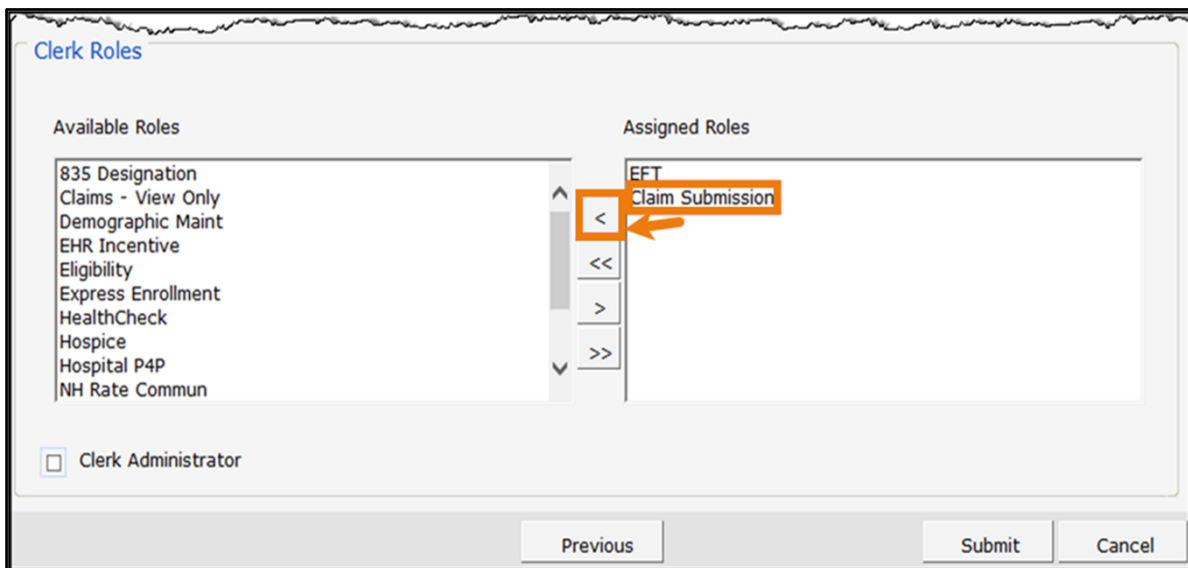 Clerk Roles
Available Roles
835 Designation
Claims - View Only
Demographic Maint
EHR Incentive
Eligibility
Express Enrollment
HealthCheck
Hospice
Hospital P4P
NH Rate Commun
<
<<
>
>>
Assigned Roles
EFT
Claim Submission
Clerk Administrator
Previous
Submit
Cancel